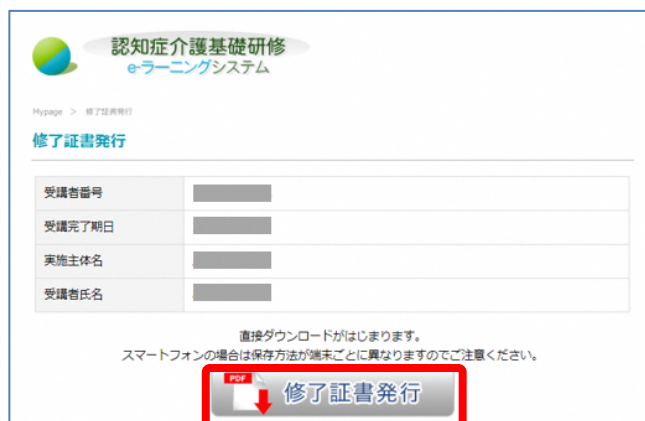 認知症介護基礎研修
e-ラーニングシステム
Mypage > 修了証書発行
修了証書発行
受講者番号
受講完了期日
実施主体名
受講者氏名
直接ダウンロードがはじまります。
スマートフォンの場合は保存方法が端末ごとに異なりますのでご注意ください。
PDF 修了証書発行